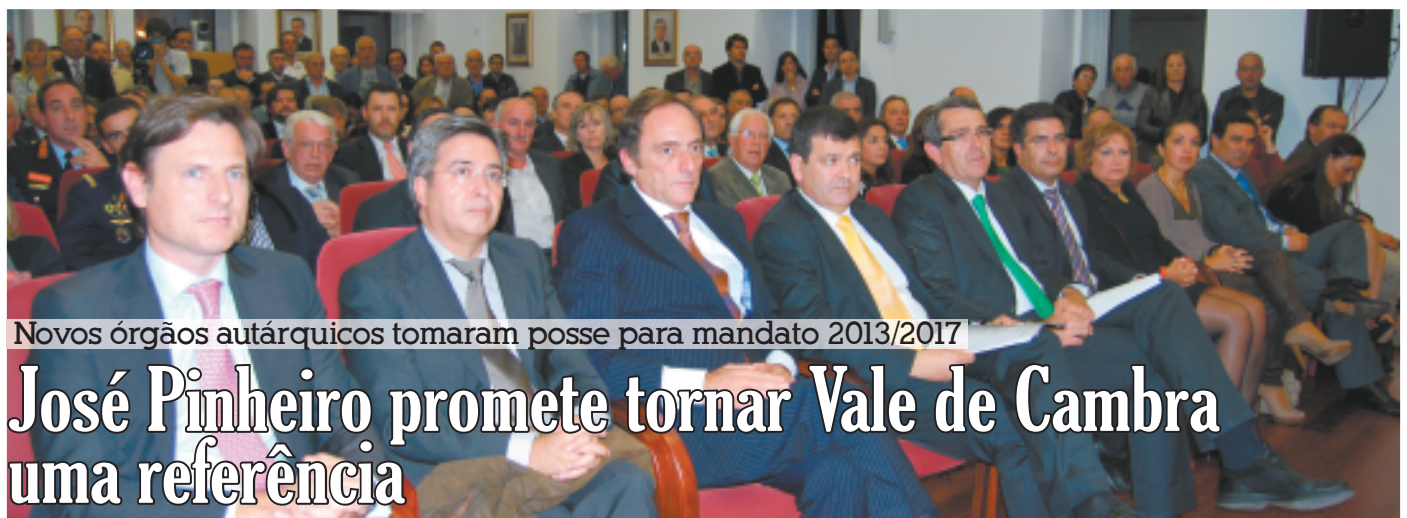 Novos órgãos autárquicos tomaram posse para mandato 2013/2017
José Pinheiro promete tornar Vale de Cambra
uma referência